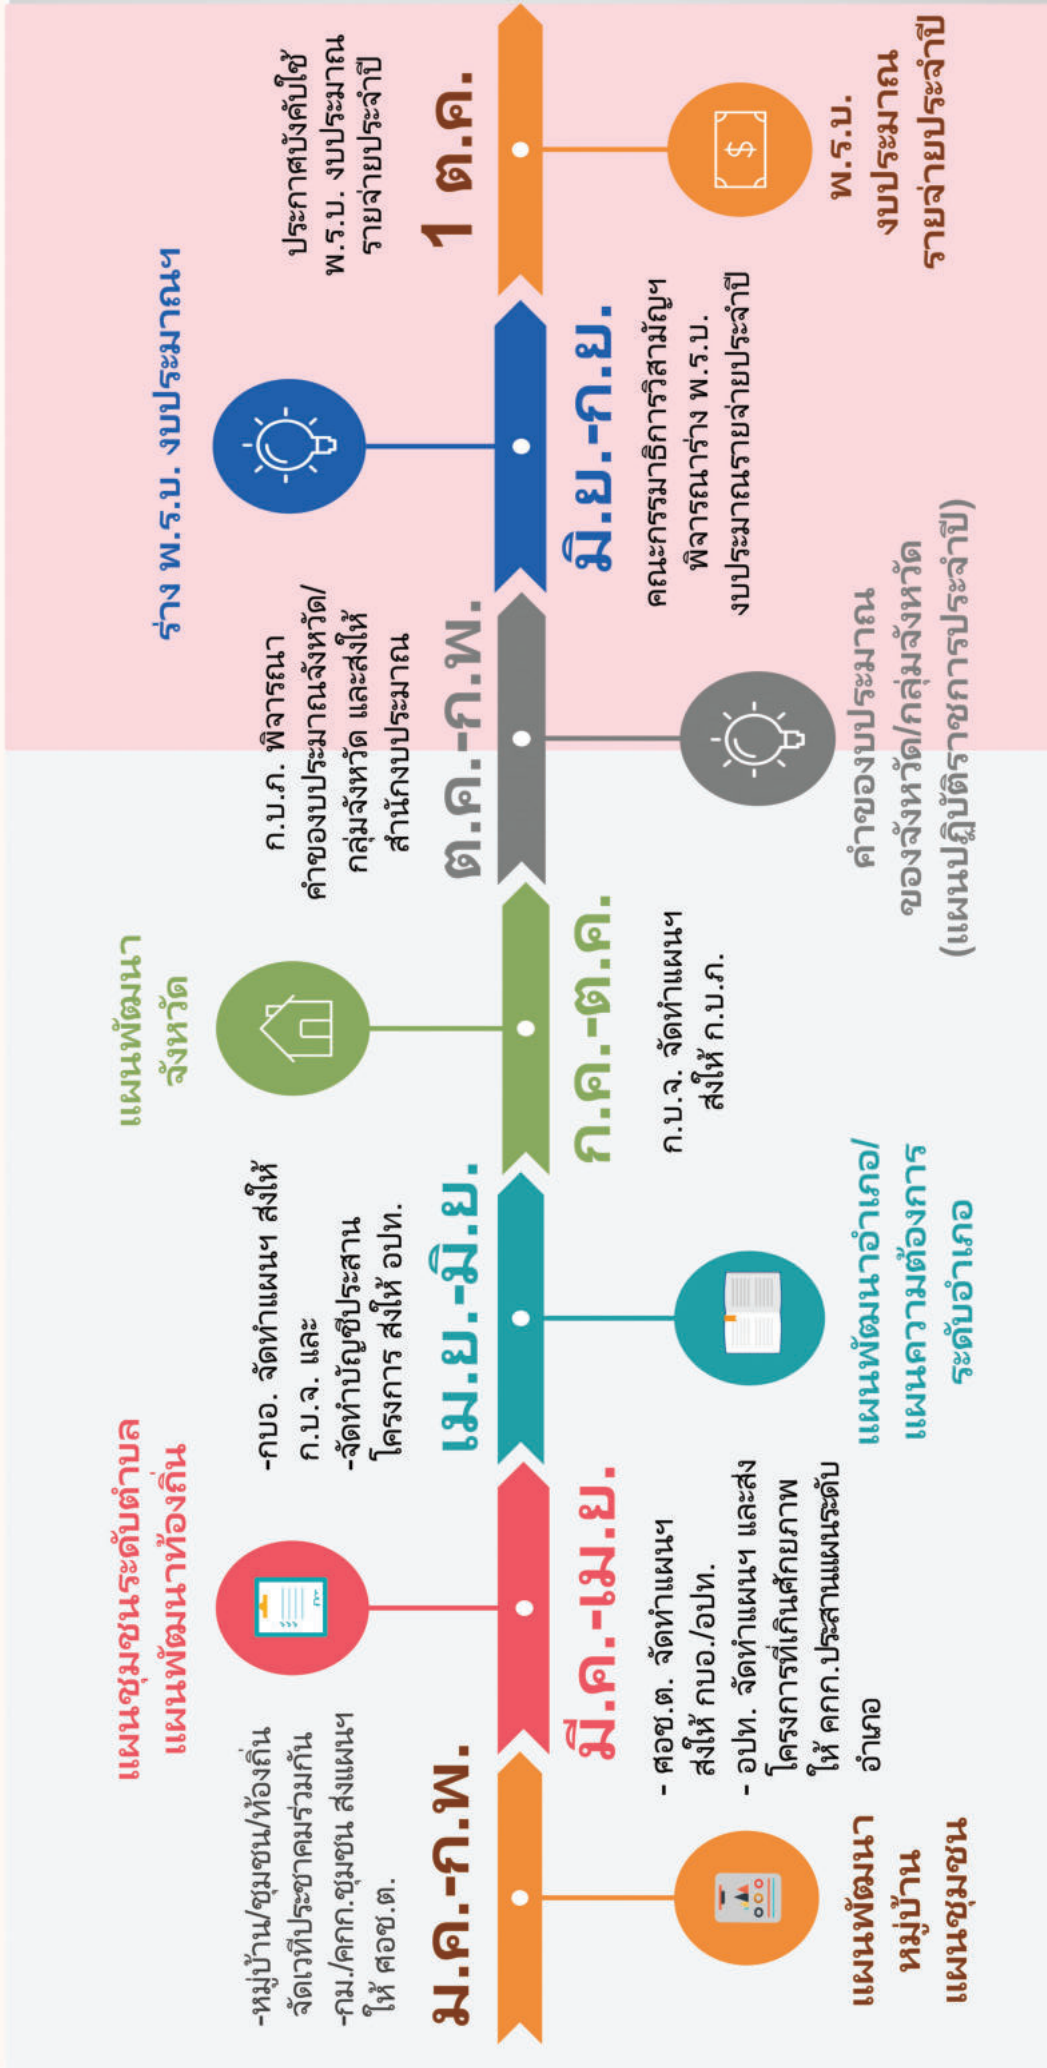 -หมู่บ้าน/ชุมชน/ท้องถิ่น
จัดเวทีประชาคมร่วมกัน
-กม./คกก.ชุมชน ส่งแผนฯ
ให้ ศอช.ต.
ม.ค.-ก.พ.
แผนพัฒนา
หมู่บ้าน
แผนชุมชน
แผนชุมชนระดับตำบล
แผนพัฒนาท้องถิ่น
มี.ค.-เม.ย.
- ศอช.ต. จัดทำแผนฯ
ส่งให้ กบอ./อปท.
- อปท. จัดทำแผนฯ และส่ง
โครงการที่เกินศักยภาพ
ให้ คกก.ประสานแผนระดับ
อำเภอ
-กบอ. จัดทำแผนฯ ส่งให้
ก.บ.จ. และ
-จัดทำบัญชีประสาน
โครงการ ส่งให้ อปท.
เม.ย.-มิ.ย.
แผนพัฒนาอำเภอ/
แผนความต้องการ
ระดับอำเภอ
แผนพัฒนา
จังหวัด
ก.ค.-ต.ค.
ก.บ.จ. จัดทำแผนฯ
ส่งให้ ก.บ.ภ.
ก.บ.ภ. พิจารณา
คำของบประมาณจังหวัด/
กลุ่มจังหวัด และส่งให้
สำนักงบประมาณ
ต.ค.-ก.พ.
คำของบประมาณ
ของจังหวัด/กลุ่มจังหวัด
(แผนปฏิบัติราชการประจำปี)
ร่าง พ.ร.บ. งบประมาณฯ
มิ.ย.-ก.ย.
คณะกรรมาธิการวิสามัญฯ
พิจารณาร่าง พ.ร.บ.
งบประมาณรายจ่ายประจำปี
ประกาศบังคับใช้
พ.ร.บ. งบประมาณ
รายจ่ายประจำปี
1 ต.ค.
$
พ.ร.บ.
งบประมาณ
รายจ่ายประจำปี